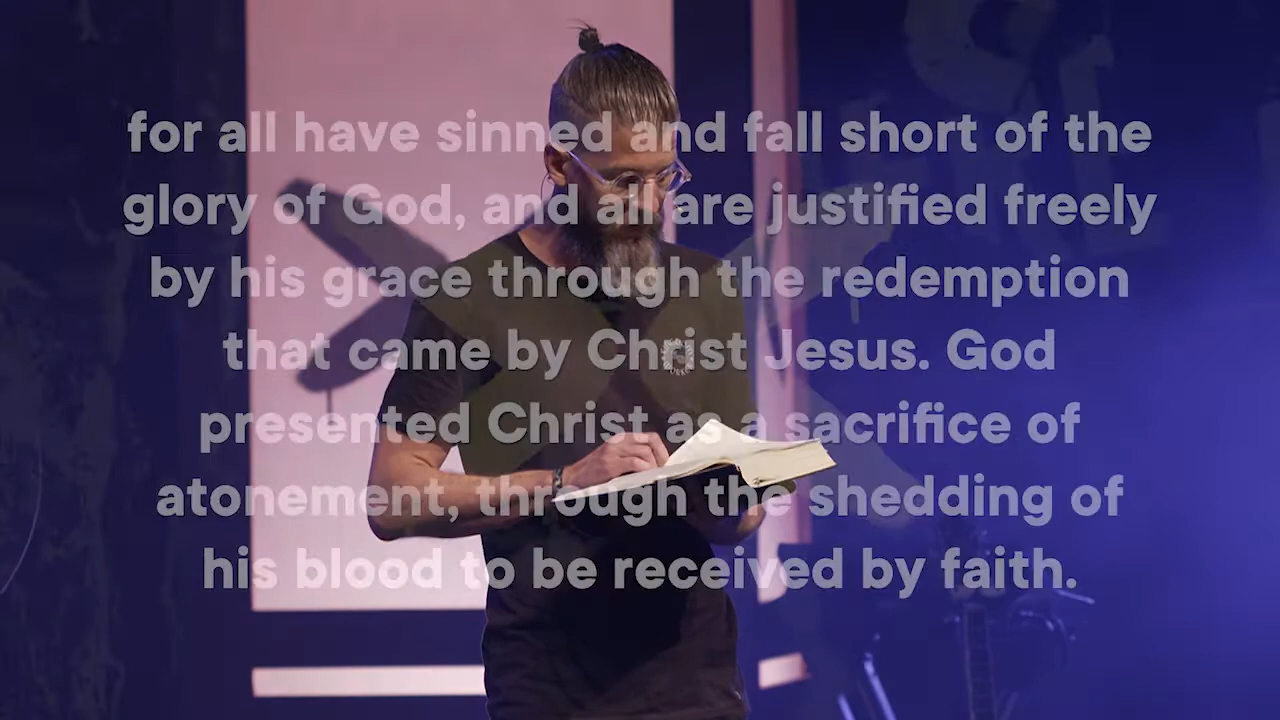 for all have sinned and fall short of the
glory of God, and all are justified freely
by his grace through the redemption
that came by Christ Jesus. God
presented Christ as a sacrifice of
atonement, through the shedding of
his blood to be received by faith.